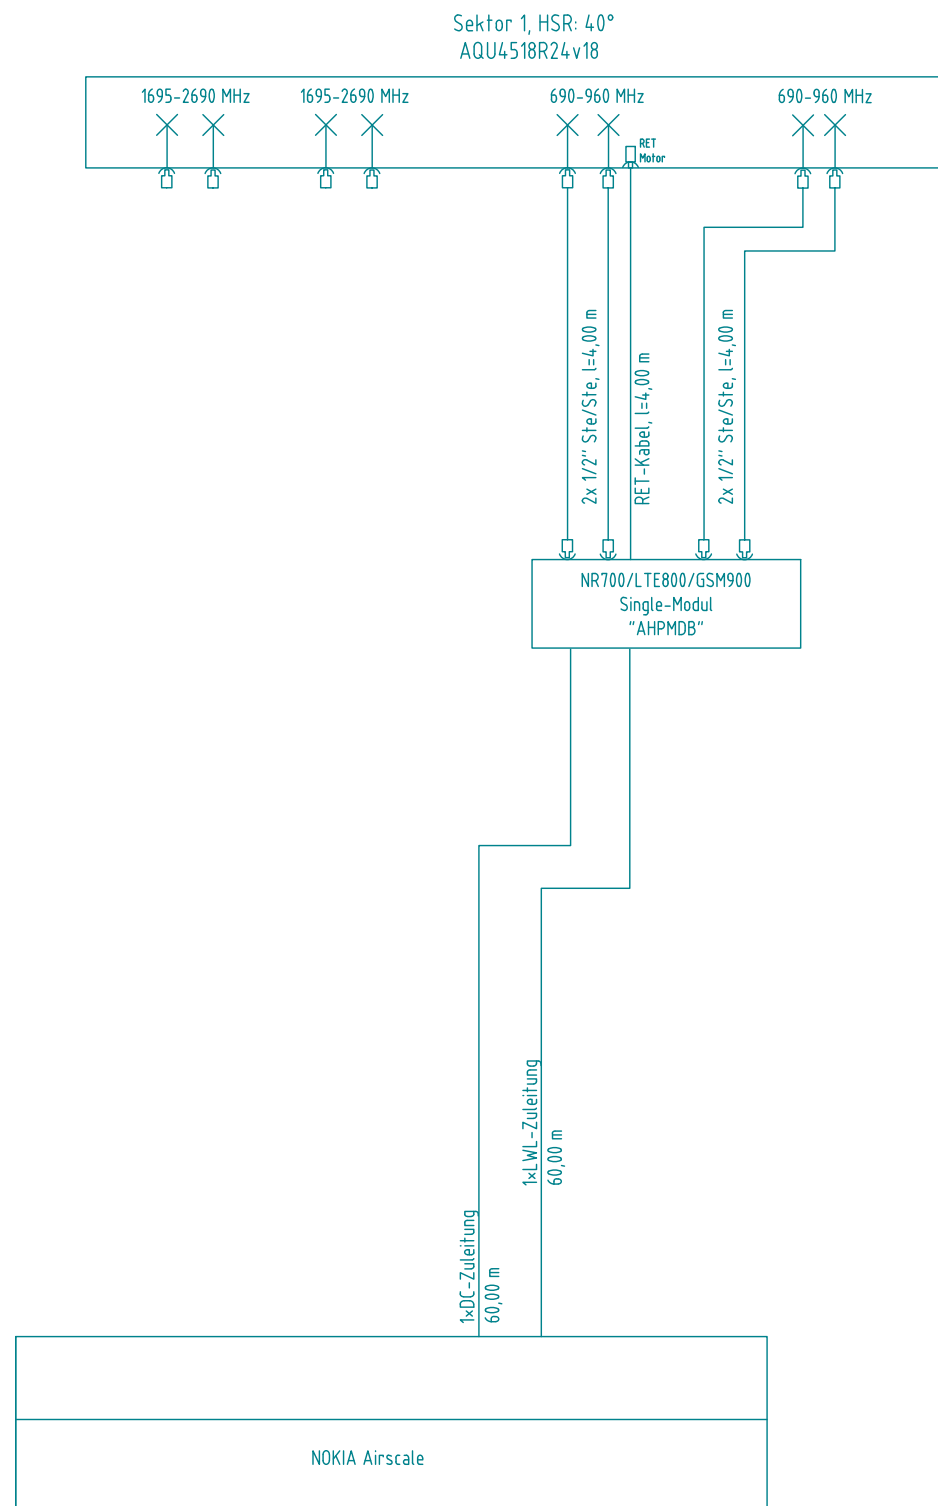 Sektor 1, HSR: 40°
AQU4518R24v18
1695-2690 MHz
1695-2690 MHz
690-960 MHz
690-960 MHz
RET
Motor
2x 1/2" Ste/Ste, l=4,00 m
RET-Kabel, l=4,00 m
2x 1/2" Ste/Ste, l=4,00 m
NR700/LTE800/GSM900
Single-Modul
"AHPMDB"
1xLWL-Zuleitung
60,00 m
1xDC-Zuleitung
60,00 m
NOKIA Airscale